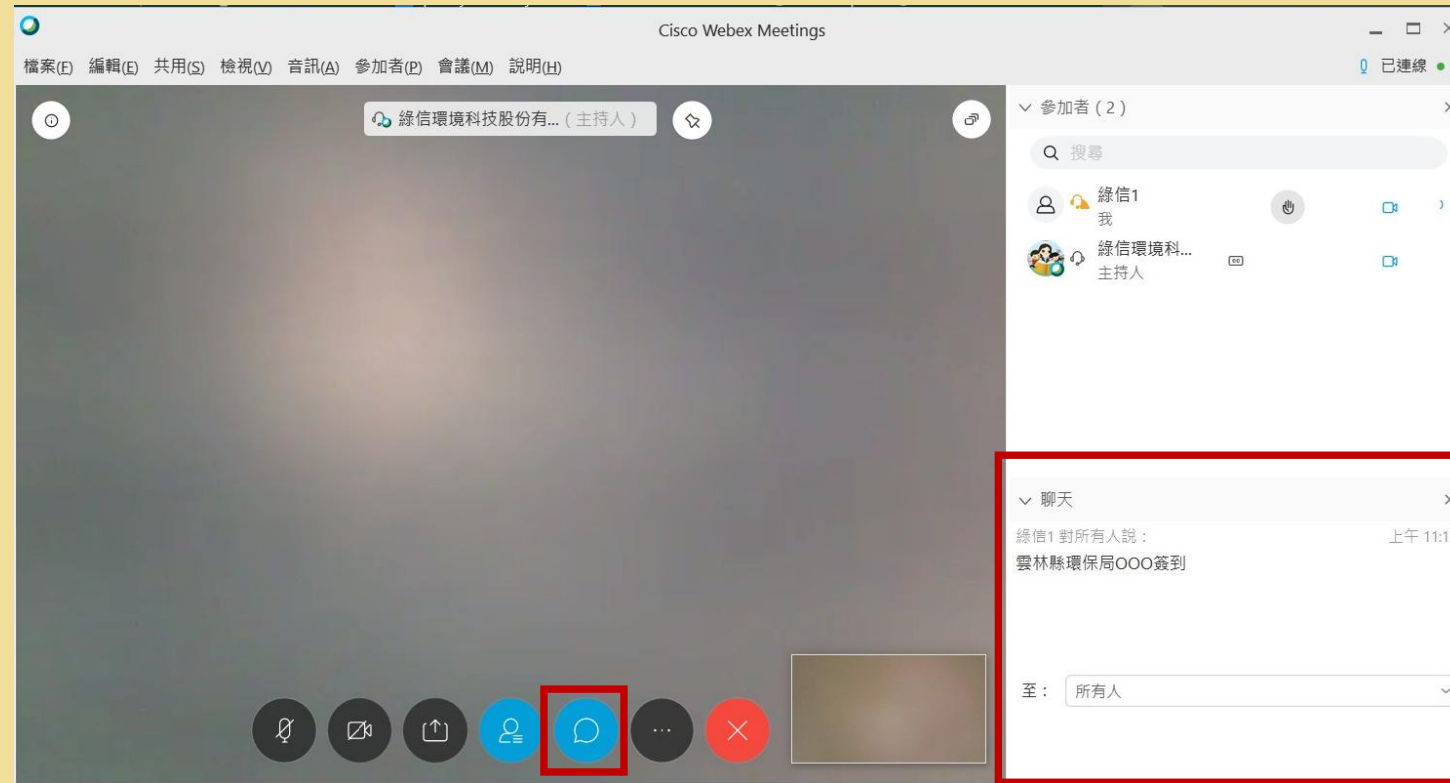 Cisco Webex Meetings
檔案(F) 編輯(E) 共用(S) 檢視(V) 音訊(A) 參加者(P) 會議(M) 說明(H)
已連線
綠信環境科技股份有...(主持人)
參加者(2)
搜尋
綠信1
我
綠信環境科...
主持人
聊天
綠信1 對所有人說:
上午 11:1
雲林縣環保局OOO簽到
至:
所有人